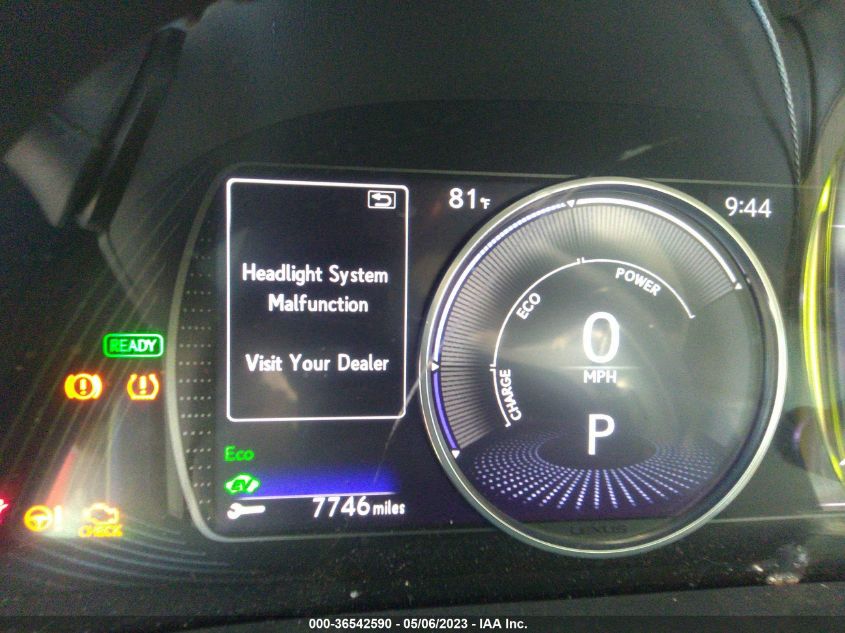 81°F
9:44
Headlight System
Malfunction
Visit Your Dealer
READY
ECO
POWER
CHARGE
0
MPH
P
Eco
EV
7746 miles
CHECK
LEXUS
000-36542590 - 05/06/2023 - IAA Inc.